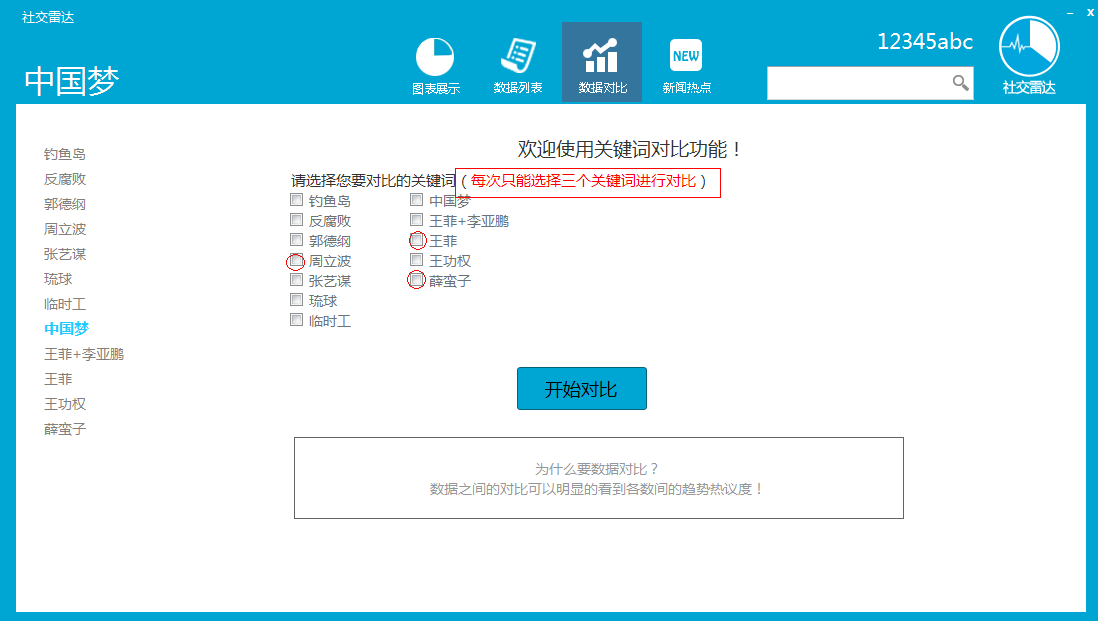 社交雷达
中国梦
图表展示
数据列表
数据对比
NEW
新闻热点
12345abc
社交雷达
钓鱼岛
反腐败
郭德纲
周立波
张艺谋
琉球
临时工
中国梦
王菲+李亚鹏
王菲
王功权
薛蛮子
欢迎使用关键词对比功能！
请选择您要对比的关键词（每次只能选择三个关键词进行对比）
钓鱼岛 中国梦
反腐败 王菲+李亚鹏
郭德纲 王菲
周立波 王功权
张艺谋 薛蛮子
琉球
临时工
开始对比
为什么要数据对比？
数据之间的对比可以明显的看到各数间的趋势热议度！